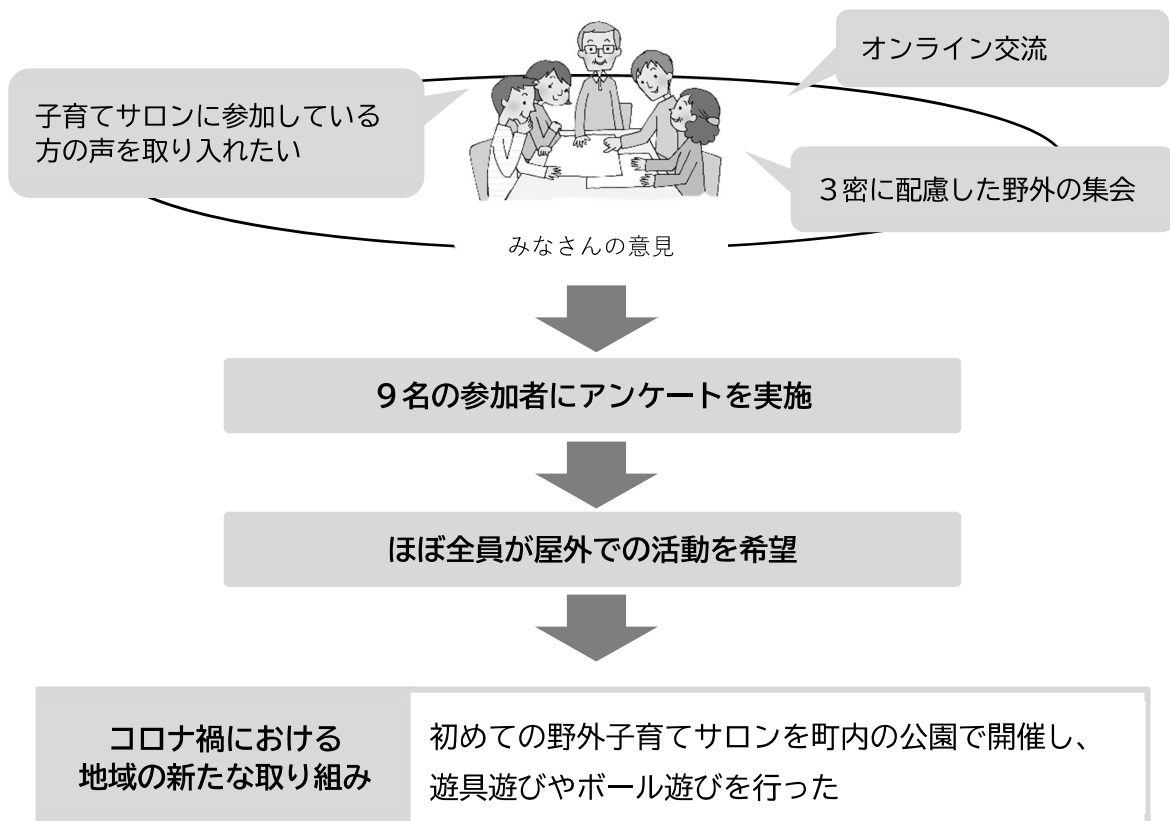 オンライン交流
子育てサロンに参加している
方の声を取り入れたい
３密に配慮した野外の集会
みなさんの意見
９名の参加者にアンケートを実施
ほぼ全員が屋外での活動を希望
コロナ禍における
地域の新たな取り組み
初めての野外子育てサロンを町内の公園で開催し、
遊具遊びやボール遊びを行った